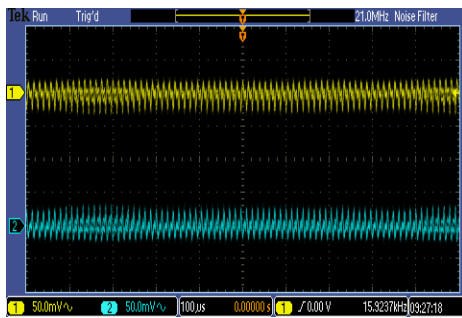 Tek Run Trig'd 21.0MHz Noise Filter
1
2
1 50.0mV 2 50.0mV 100µs 0.00000 s 1 0.00 V 15.9237kHz 09:27:18